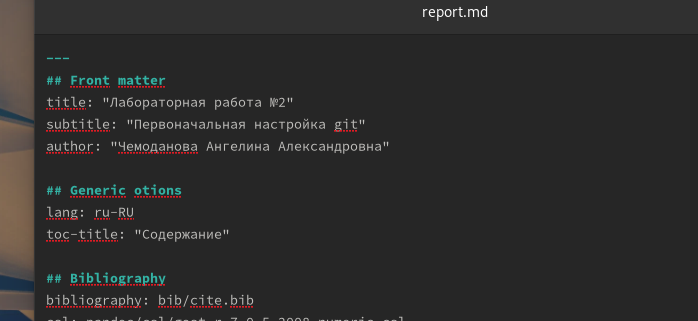 report.md
---
## Front matter
title: "Лабораторная работа №2"
subtitle: "Первоначальная настройка git"
author: "Чемоданова Ангелина Александровна"
## Generic otions
lang: ru-RU
toc-title: "Содержание"
## Bibliography
bibliography: bib/cite.bib